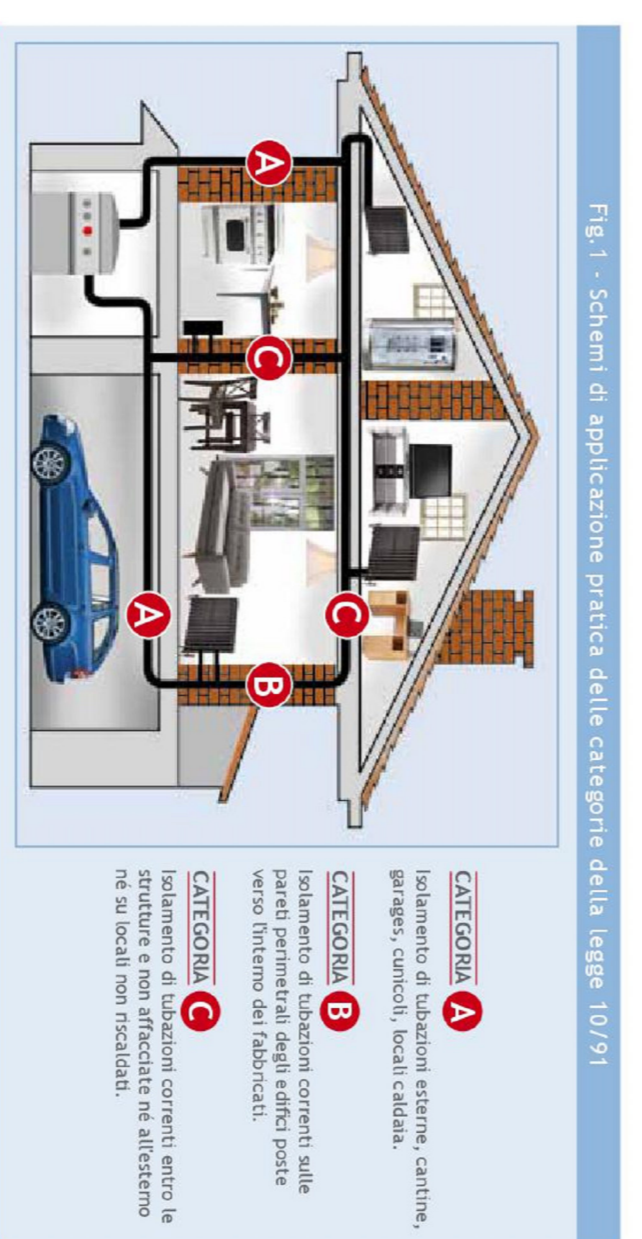 Fig.1 - Schemi di applicazione pratica delle categorie della legge 10/91
A
C
B
A
C
CATEGORIA A
Isolamento di tubazioni esterne, cantine,
garages, cunicoli, locali caldaia.
CATEGORIA B
Isolamento di tubazioni correnti sulle
pareti perimetrali degli edifici poste
verso l'interno dei fabbricati.
CATEGORIA C
Isolamento di tubazioni correnti entro le
strutture e non affacciate né all'esterno
né su locali non riscaldati.